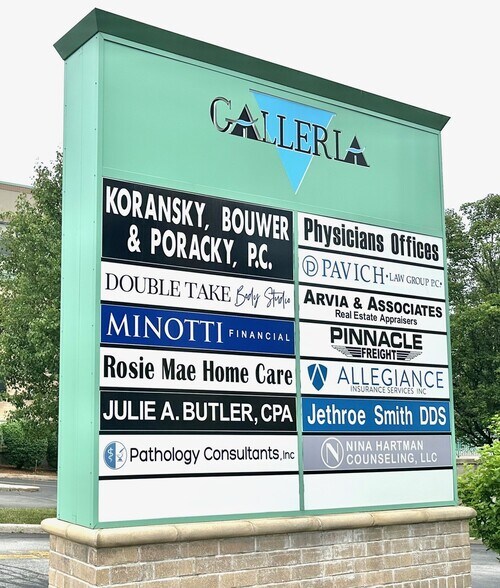 GALLERIA
KORANSKY, BOUWER
& PORACKY, P.C.
DOUBLE TAKE Body Studio
MINOTTI FINANCIAL
Rosie Mae Home Care
JULIE A. BUTLER, CPA
Pathology Consultants, Inc
Physicians Offices
P PAVICH • LAW GROUP P.C •
ARVIA & ASSOCIATES
Real Estate Appraisers
PINNACLE
FREIGHT
ALLEGIANCE
INSURANCE SERVICES INC
Jethroe Smith DDS
N NINA HARTMAN
COUNSELING, LLC